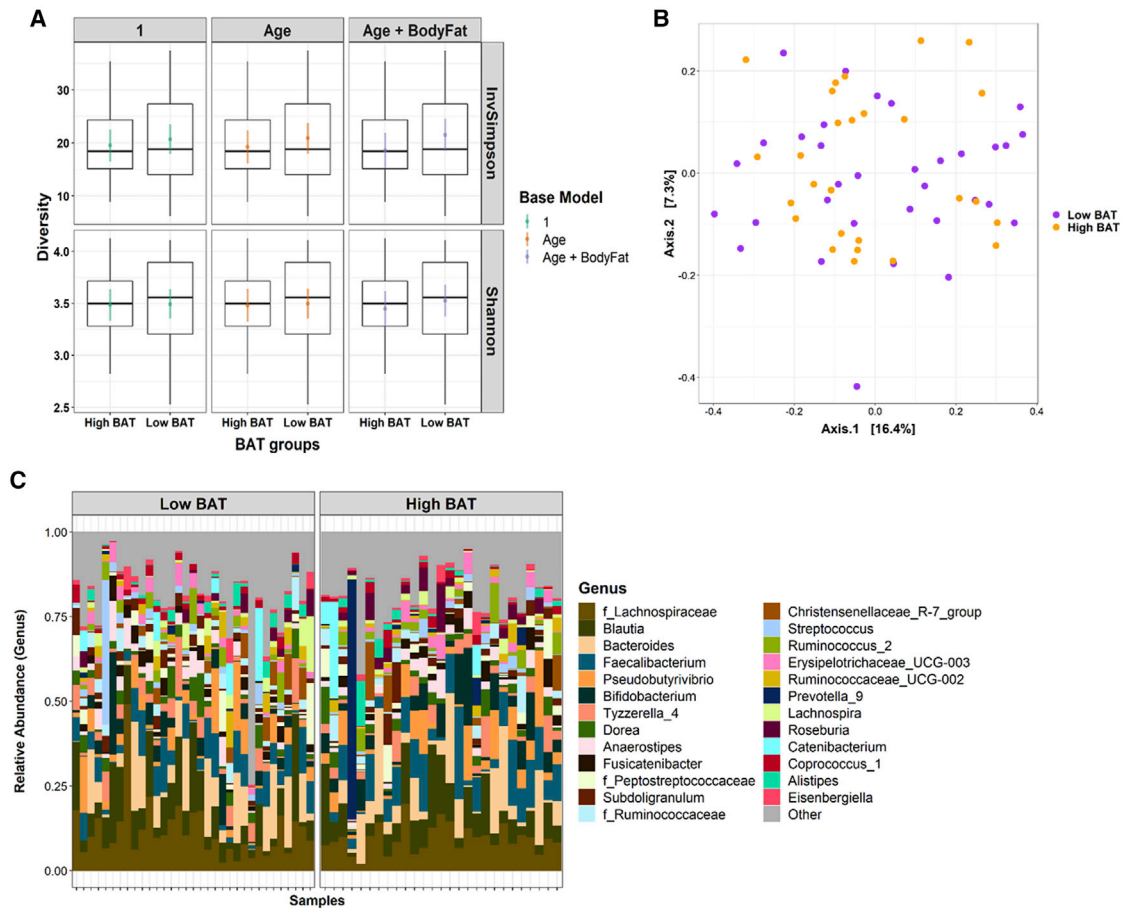 A
1
Age
Age + BodyFat
30
20
10
InvSimpson
Diversity
4.0
3.5
3.0
2.5
Shannon
High BAT
Low BAT
High BAT
Low BAT
High BAT
Low BAT
BAT groups
Base Model
1
Age
Age + BodyFat
B
0.2
0.0
-0.2
-0.4
Axis.2 [7.3%]
-0.4
-0.2
0.0
0.2
0.4
Axis.1 [16.4%]
Low BAT
High BAT
C
Low BAT
High BAT
1.00
0.75
0.50
0.25
0.00
Relative Abundance (Genus)
Samples
Genus
f_Lachnospiraceae
Blautia
Bacteroides
Faecalibacterium
Pseudobutyrivibrio
Bifidobacterium
Tyzzerella_4
Dorea
Anaerostipes
Fusicatenibacter
f_Peptostreptococcaceae
Subdoligranulum
f_Ruminococcaceae
Christensenellaceae_R-7_group
Streptococcus
Ruminococcus_2
Erysipelotrichaceae_UCG-003
Ruminococcaceae_UCG-002
Prevotella_9
Lachnospira
Roseburia
Catenibacterium
Coprococcus_1
Alistipes
Eisenbergiella
Other